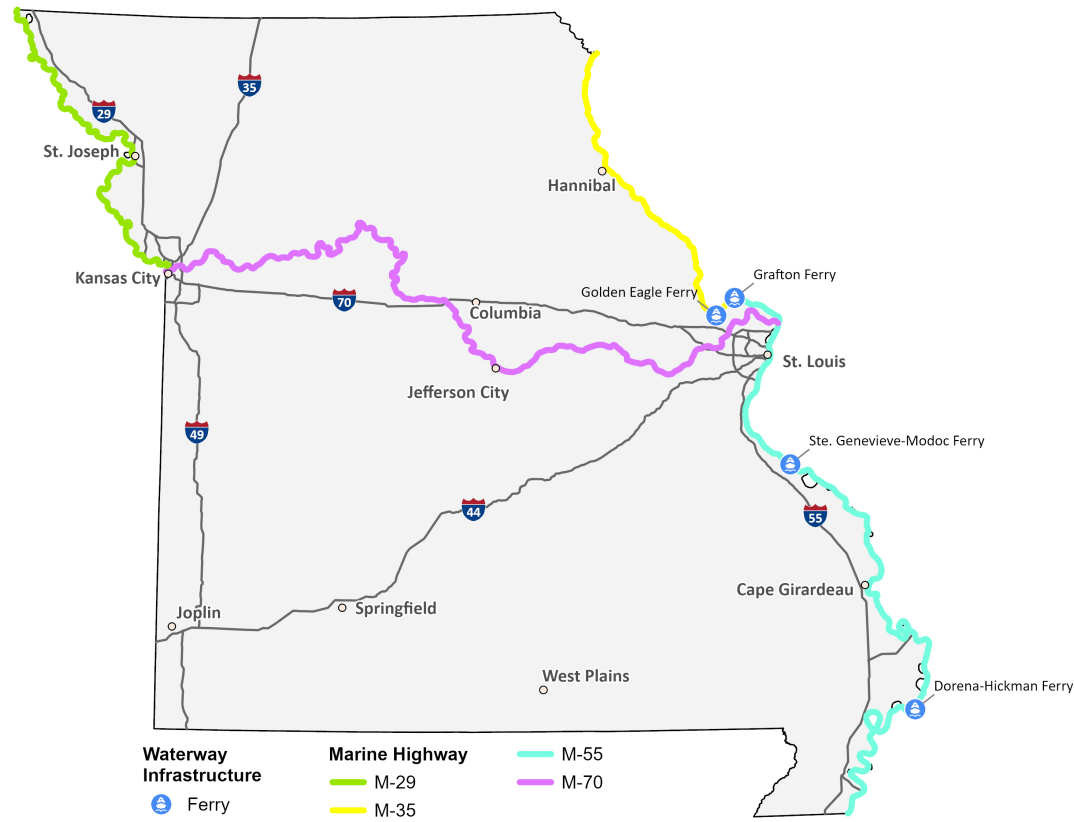 35
29
St. Joseph
Hannibal
Kansas City
Grafton Ferry
Golden Eagle Ferry
70
Columbia
St. Louis
Jefferson City
49
Ste. Genevieve-Modoc Ferry
44
55
Cape Girardeau
Joplin
Springfield
West Plains
Dorena-Hickman Ferry
Waterway
Infrastructure
Ferry
Marine Highway
M-29
M-35
M-55
M-70